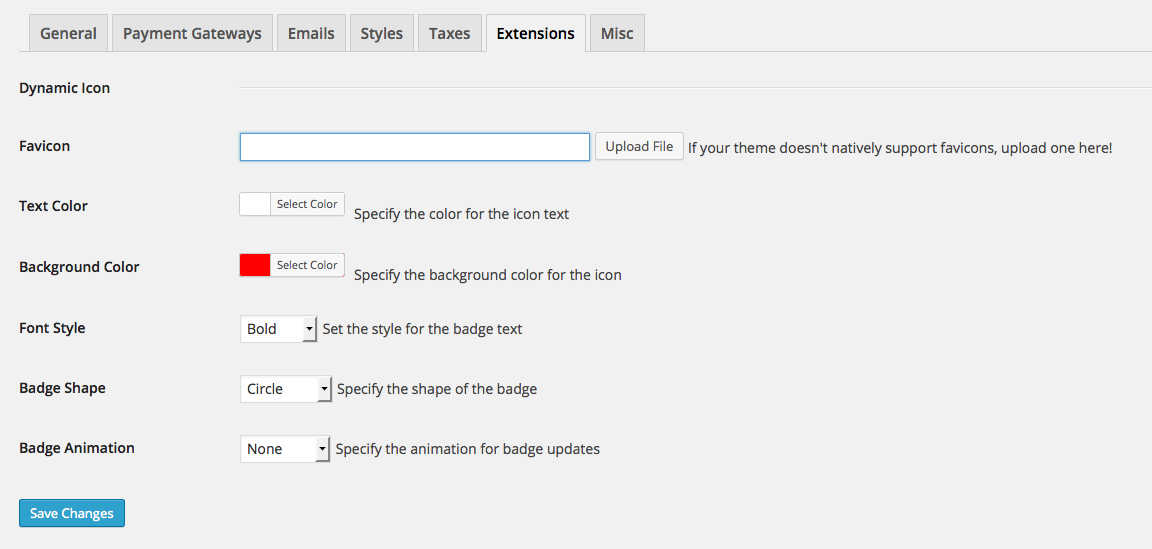 General Payment Gateways Emails Styles Taxes Extensions Misc
Dynamic Icon
Favicon Upload File If your theme doesn't natively support favicons, upload one here!
Text Color Select Color Specify the color for the icon text
Background Color Select Color Specify the background color for the icon
Font Style Bold Set the style for the badge text
Badge Shape Circle Specify the shape of the badge
Badge Animation None Specify the animation for badge updates
Save Changes